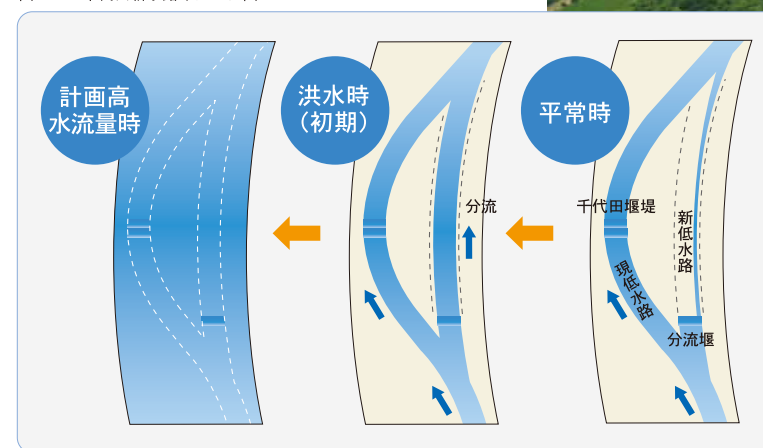 計画高
水流量時
洪水時
（初期）
平常時
分流
千代田堰堤
新低水路
現低水路
分流堰